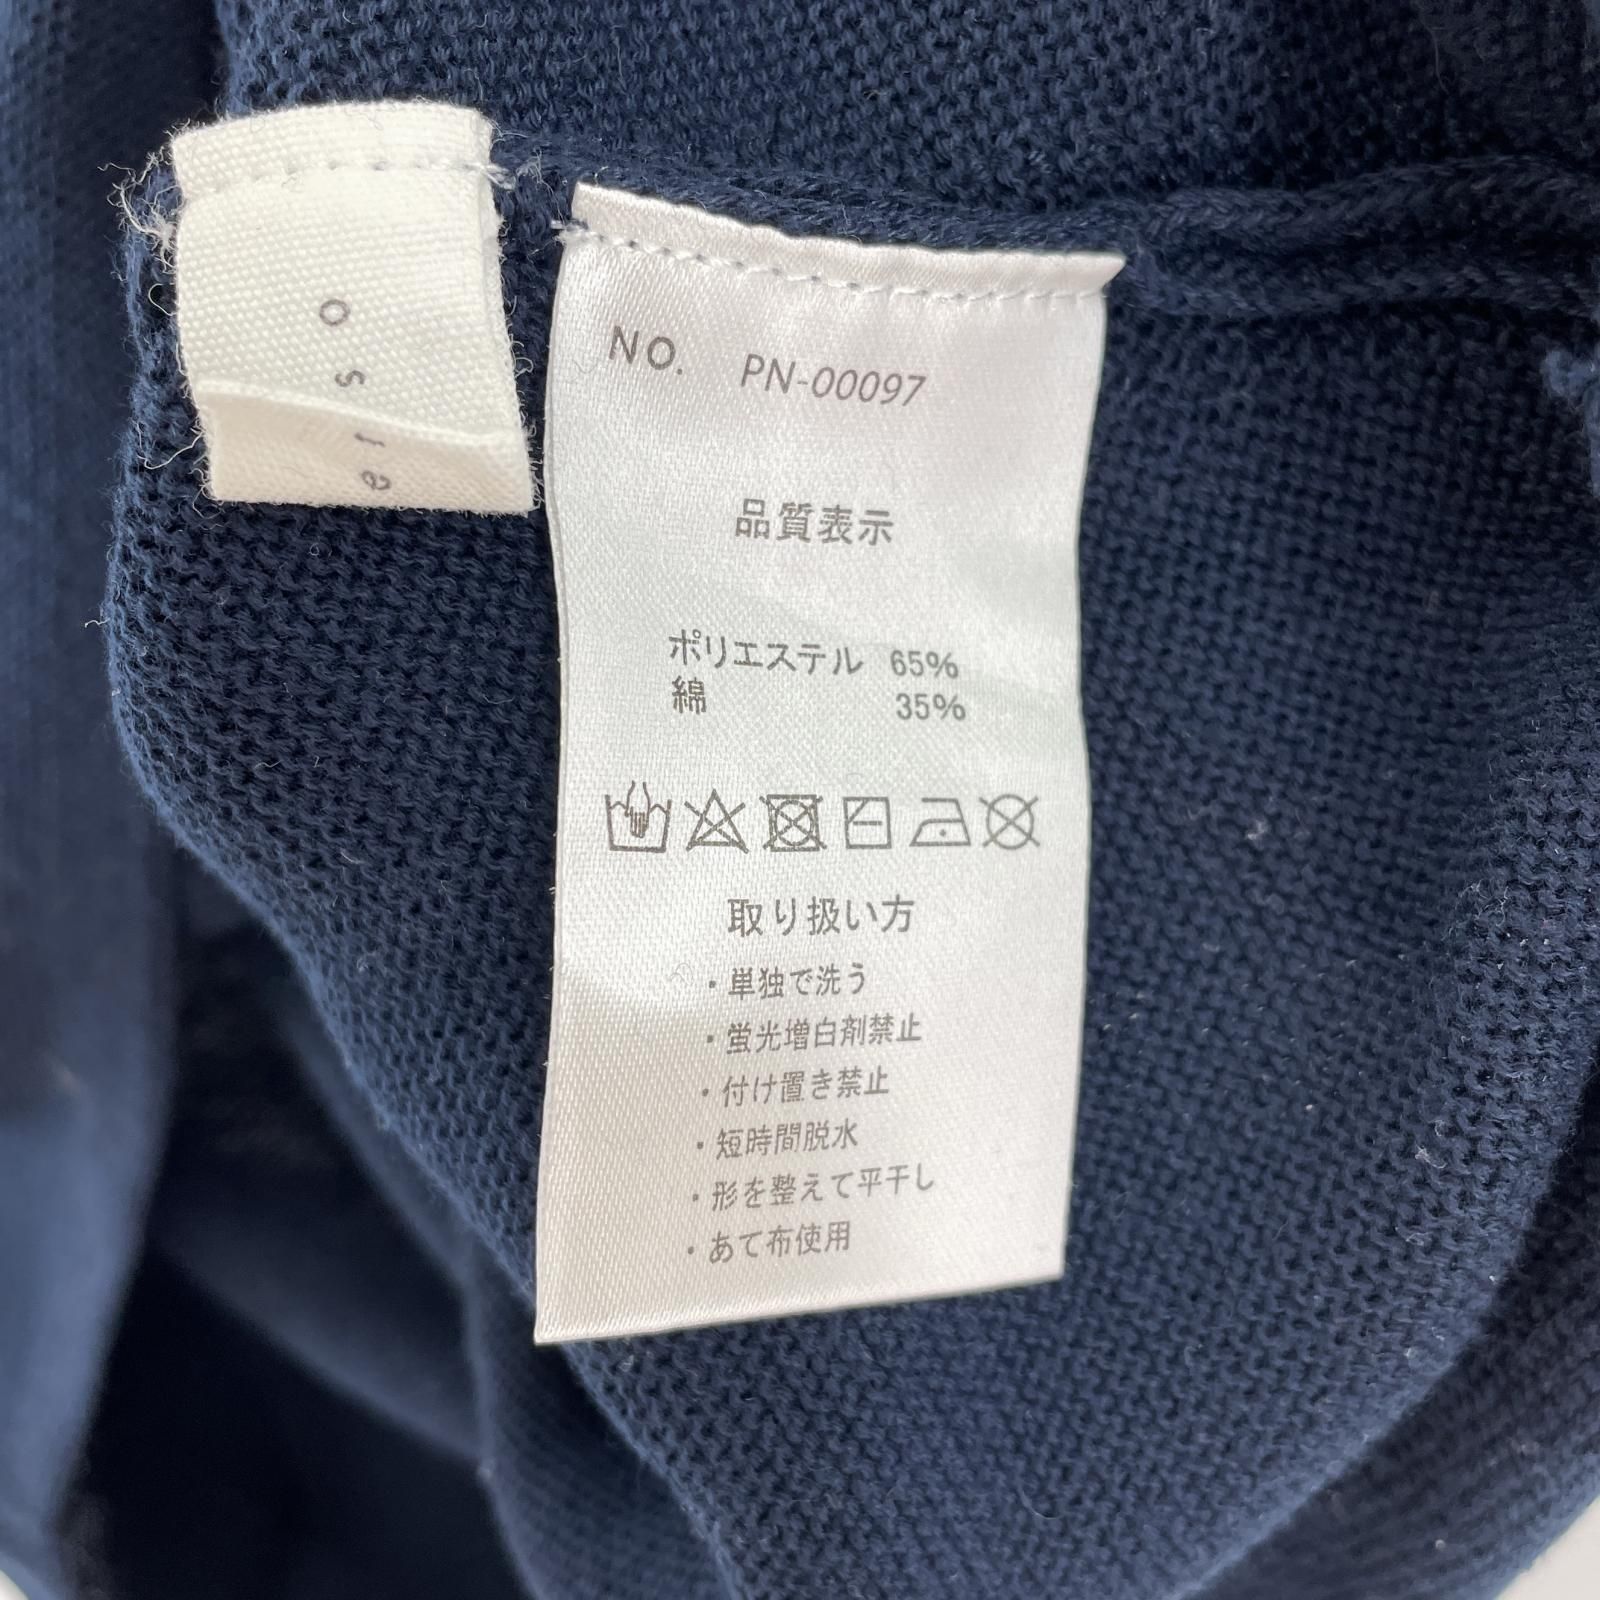 NO. PN-00097
品質表示
ポリエステル 65%
綿 35%
取り扱い方
・単独で洗う
・蛍光増白剤禁止
・付け置き禁止
・短時間脱水
・形を整えて平干し
・あて布使用